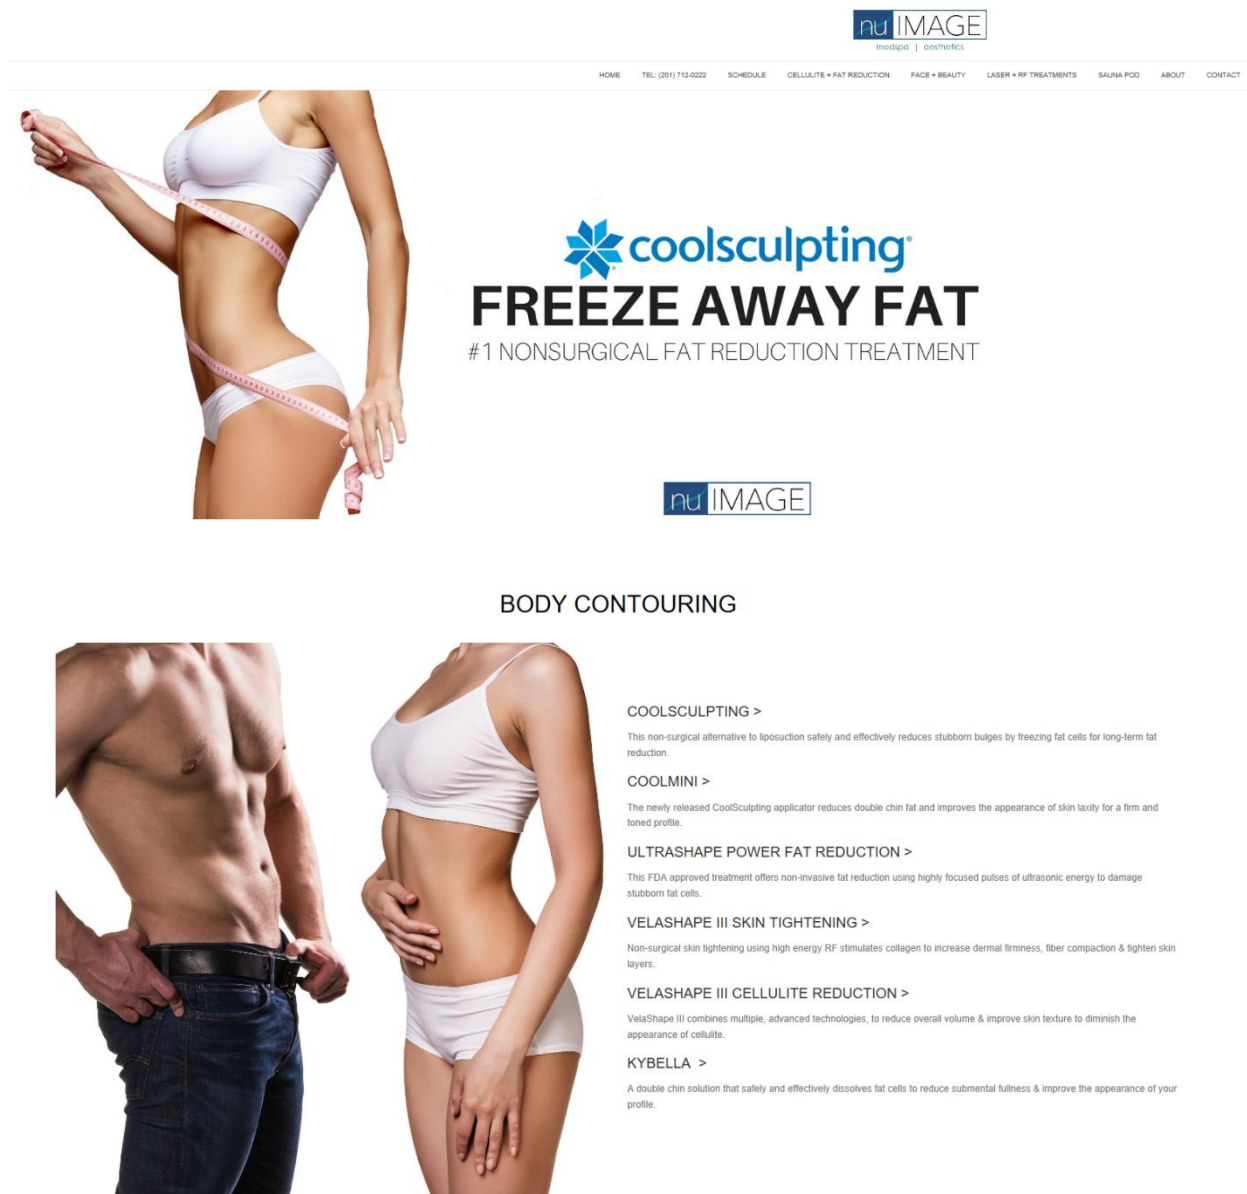 nu IMAGE
medspa | aesthetics
HOME TEL: (201) 712-0222 SCHEDULE CELLULITE + FAT REDUCTION FACE + BEAUTY LASER + RF TREATMENTS SAUNA POD ABOUT CONTACT
coolsculpting®
FREEZE AWAY FAT
#1 NONSURGICAL FAT REDUCTION TREATMENT
nu IMAGE
BODY CONTOURING
COOLSCULPTING >
This non-surgical alternative to liposuction safely and effectively reduces stubborn bulges by freezing fat cells for long-term fat
reduction.
COOLMINI >
The newly released CoolSculpting applicator reduces double chin fat and improves the appearance of skin laxity for a firm and
toned profile.
ULTRASHAPE POWER FAT REDUCTION >
This FDA approved treatment offers non-invasive fat reduction using highly focused pulses of ultrasonic energy to damage
stubborn fat cells.
VELASHAPE III SKIN TIGHTENING >
Non-surgical skin tightening using high energy RF stimulates collagen to increase dermal firmness, fiber compaction & tighten skin
layers.
VELASHAPE III CELLULITE REDUCTION >
VelaShape III combines multiple, advanced technologies, to reduce overall volume & improve skin texture to diminish the
appearance of cellulite.
KYBELLA >
A double chin solution that safely and effectively dissolves fat cells to reduce submental fullness & improve the appearance of your
profile.